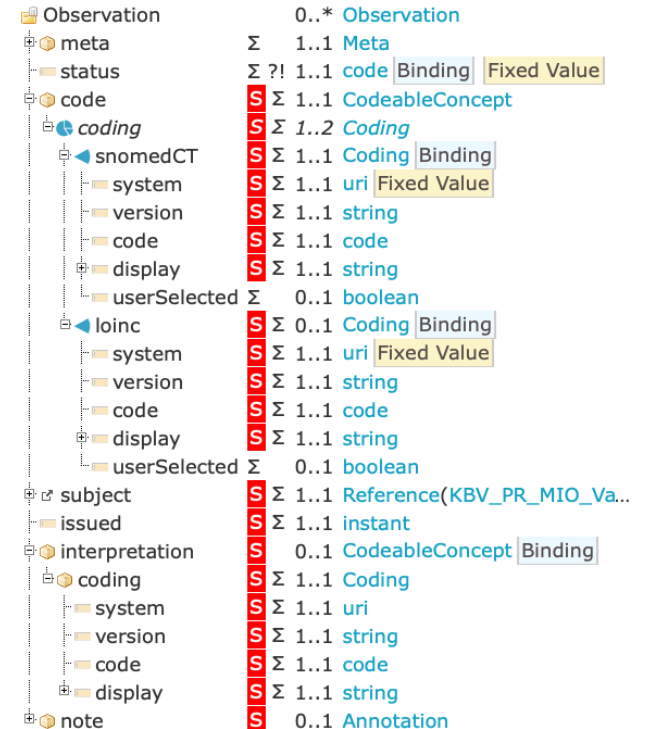 Observation 0..* Observation
meta Σ 1..1 Meta
status Σ ?! 1..1 code Binding Fixed Value
code S Σ 1..1 CodeableConcept
coding S Σ 1..2 Coding
snomedCT S Σ 1..1 Coding Binding
system S Σ 1..1 uri Fixed Value
version S Σ 1..1 string
code S Σ 1..1 code
display S Σ 1..1 string
userSelected Σ 0..1 boolean
loinc S Σ 0..1 Coding Binding
system S Σ 1..1 uri Fixed Value
version S Σ 1..1 string
code S Σ 1..1 code
display S Σ 1..1 string
userSelected Σ 0..1 boolean
subject S Σ 1..1 Reference(KBV_PR_MIO_Va...
issued S Σ 1..1 instant
interpretation S 0..1 CodeableConcept Binding
coding S Σ 1..1 Coding
system S Σ 1..1 uri
version S Σ 1..1 string
code S Σ 1..1 code
display S Σ 1..1 string
note S 0..1 Annotation